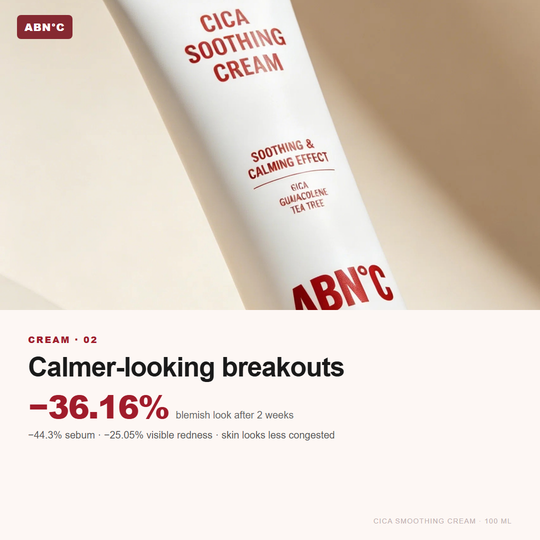 ABN°C
CICA
SOOTHING
CREAM
SOOTHING &
CALMING EFFECT
CICA
GUAIACOLENE
TEA TREE
ABN°C
CREAM · 02
Calmer-looking breakouts
−36.16% blemish look after 2 weeks
−44.3% sebum · −25.05% visible redness · skin looks less congested
CICA SMOOTHING CREAM · 100 ML